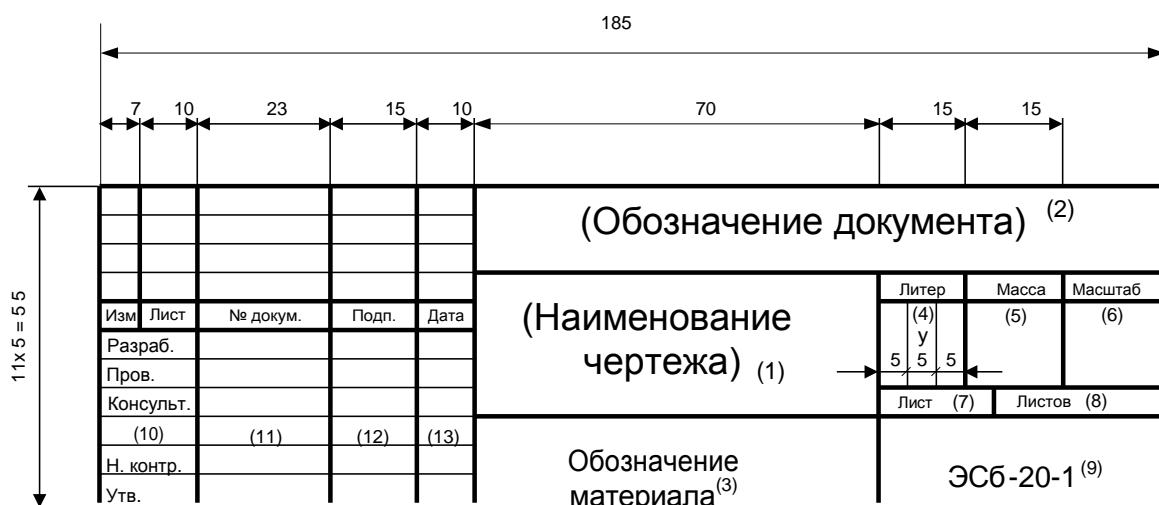 185
7 10 23 15 10 70 15 15
(Обозначение документа) (2)
11x 5 = 5 5
Литер Масса Масштаб
Изм Лист № докум. Подп. Дата
(Наименование
чертежа) (1)
(4) (5) (6)
у
5 5 5
Разраб.
Пров.
Консульт.
Лист (7) Листов (8)
(10) (11) (12) (13)
Н. контр.
Утв.
Обозначение
материала(3)
ЭСб-20-1(9)